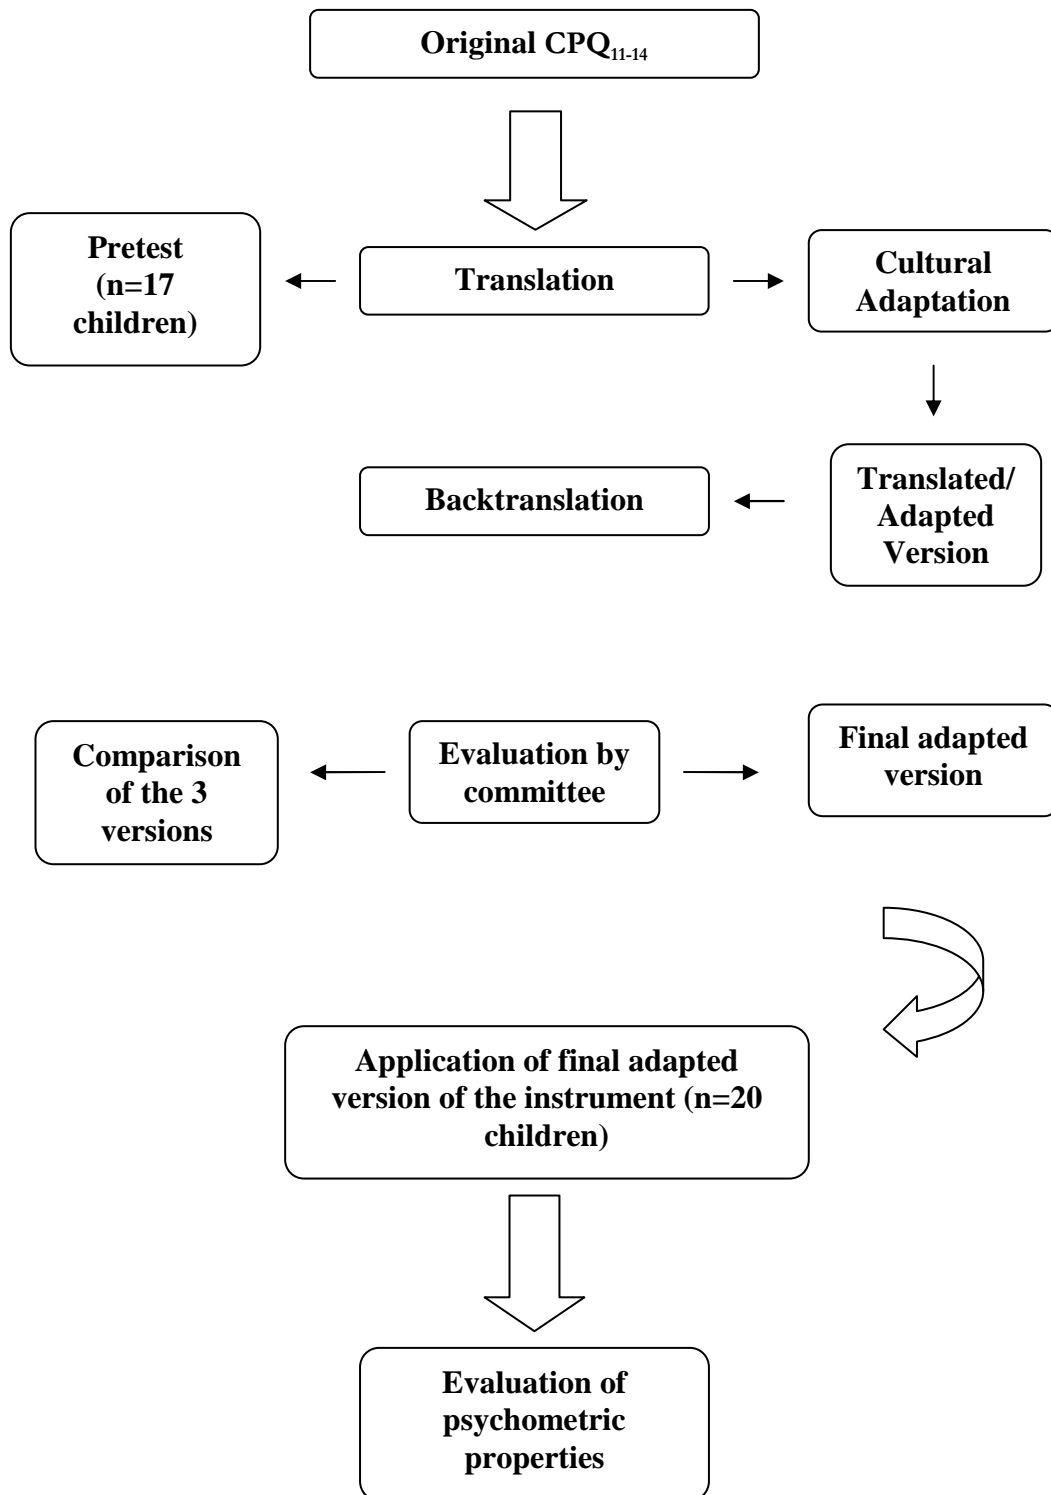 Original CPQ11-14
Pretest
(n=17
children)
Translation
Cultural
Adaptation
Backtranslation
Translated/
Adapted
Version
Comparison
of the 3
versions
Evaluation by
committee
Final adapted
version
Application of final adapted
version of the instrument (n=20
children)
Evaluation of
psychometric
properties